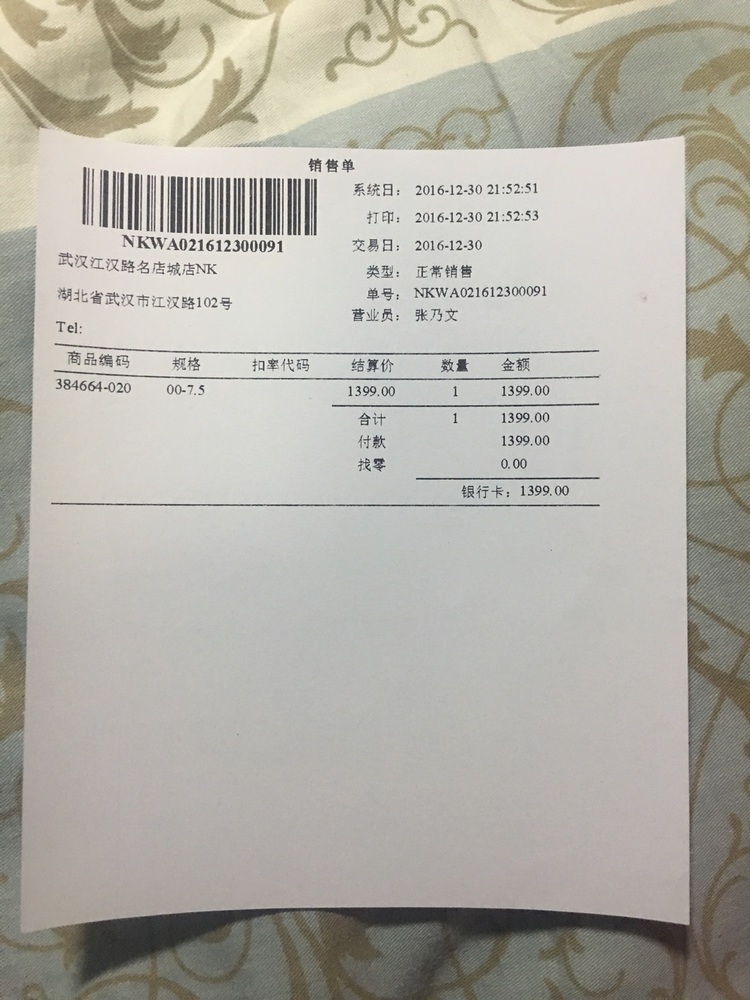 销售单
NKWA021612300091
武汉江汉路名店城店NK
湖北省武汉市江汉路102号
Tel:
系统日： 2016-12-30 21:52:51
打印： 2016-12-30 21:52:53
交易日： 2016-12-30
类型： 正常销售
单号： NKWA021612300091
营业员： 张乃文
商品编码 规格 扣率代码 结算价 数量 金额
384664-020 00-7.5 1399.00 1 1399.00
合计 1 1399.00
付款 1399.00
找零 0.00
银行卡：1399.00